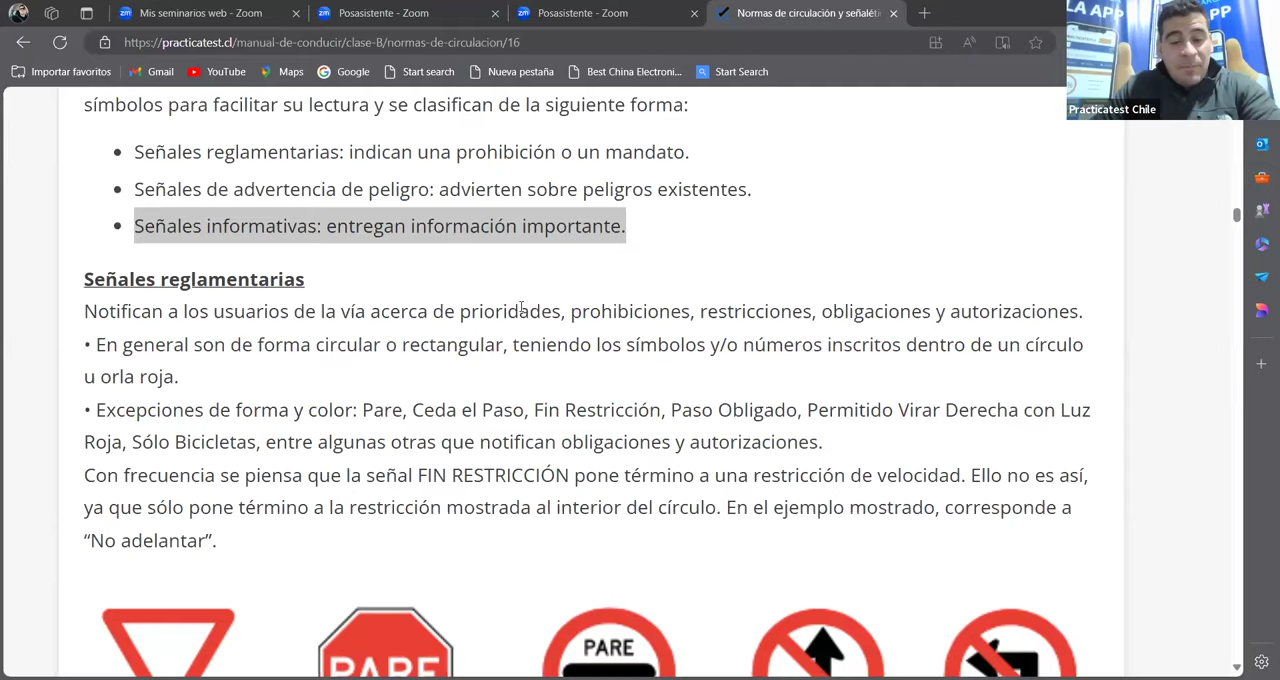 Mis seminarios web - Zoom
Posasistente - Zoom
Posasistente - Zoom
Normas de circulación y señaléti
https://practicatest.cl/manual-de-conducir/clase-B/normas-de-circulacion/16
Importar favoritos
Gmail
YouTube
Maps
Google
Start search
Nueva pestaña
Best China Electroni...
Start Search
LA APP
PP
Practicatest Chile
símbolos para facilitar su lectura y se clasifican de la siguiente forma:
• Señales reglamentarias: indican una prohibición o un mandato.
• Señales de advertencia de peligro: advierten sobre peligros existentes.
• Señales informativas: entregan información importante.
Señales reglamentarias
Notifican a los usuarios de la vía acerca de prioridades, prohibiciones, restricciones, obligaciones y autorizaciones.
• En general son de forma circular o rectangular, teniendo los símbolos y/o números inscritos dentro de un círculo
u orla roja.
• Excepciones de forma y color: Pare, Ceda el Paso, Fin Restricción, Paso Obligado, Permitido Virar Derecha con Luz
Roja, Sólo Bicicletas, entre algunas otras que notifican obligaciones y autorizaciones.
Con frecuencia se piensa que la señal FIN RESTRICCIÓN pone término a una restricción de velocidad. Ello no es así,
ya que sólo pone término a la restricción mostrada al interior del círculo. En el ejemplo mostrado, corresponde a
“No adelantar”.
PARE
PARE